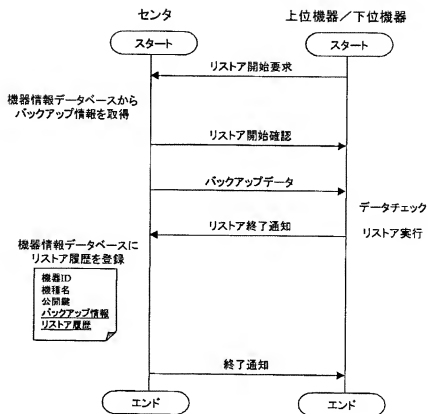 センタ
上位機器／下位機器
スタート
スタート
リストア開始要求
機器情報データベースから
バックアップ情報を取得
リストア開始確認
バックアップデータ
データチェック
リストア終了通知
リストア実行
機器情報データベースに
リストア履歴を登録
機器ID
機種名
公開鍵
バックアップ情報
リストア履歴
終了通知
エンド
エンド